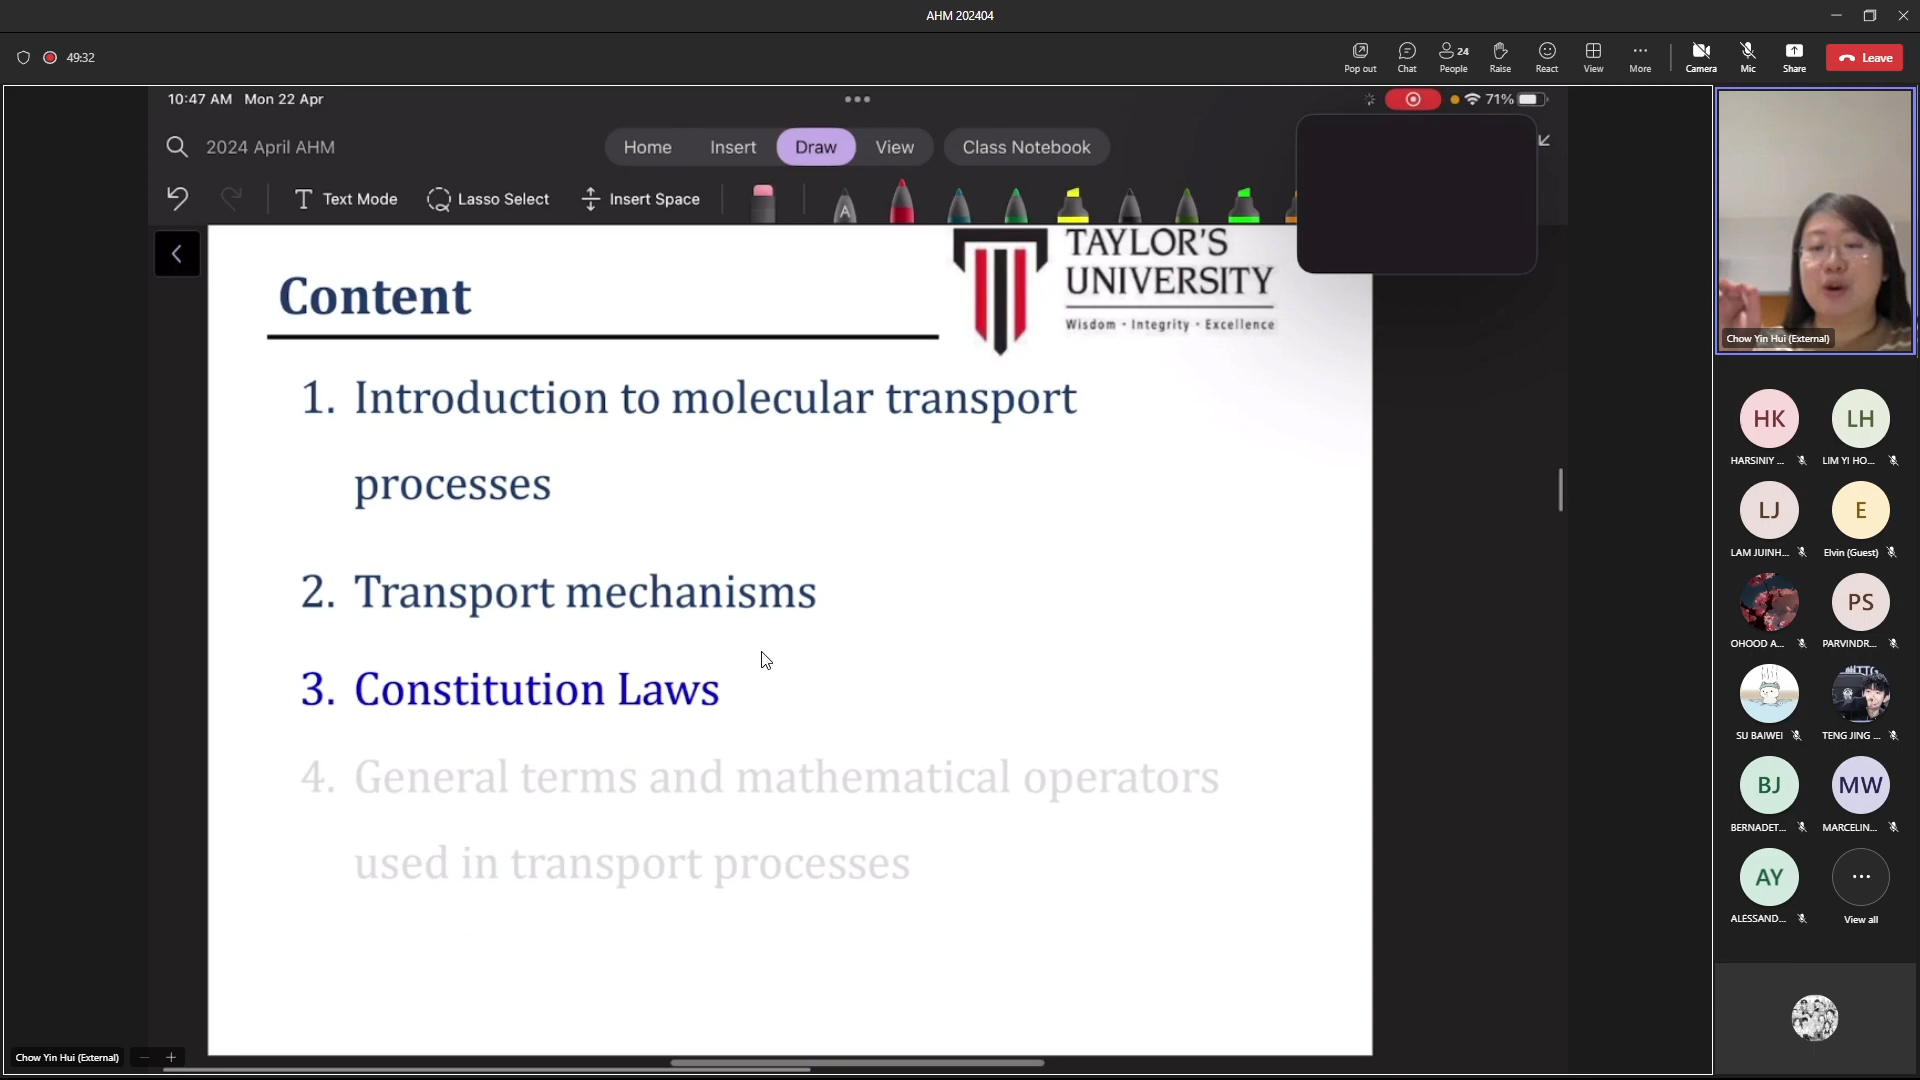 AHM 202404
49:32
Pop out
Chat
24
People
Raise
React
View
More
Camera
Mic
Share
Leave
10:47 AM Mon 22 Apr
71%
2024 April AHM
Home
Insert
Draw
View
Class Notebook
Text Mode
Lasso Select
Insert Space
A
Content
TAYLOR'S
UNIVERSITY
Wisdom · Integrity · Excellence
1. Introduction to molecular transport
processes
2. Transport mechanisms
3. Constitution Laws
4. General terms and mathematical operators
used in transport processes
Chow Yin Hui (External)
HK
HARSINIY ...
LH
LIM YI HO...
LJ
LAM JUINH...
E
Elvin (Guest)
OHOOD A...
PS
PARVINDR...
SU BAIWEI
TENG JING ...
BJ
BERNADET...
MW
MARCELIN...
AY
ALESSAND...
View all
Chow Yin Hui (External)